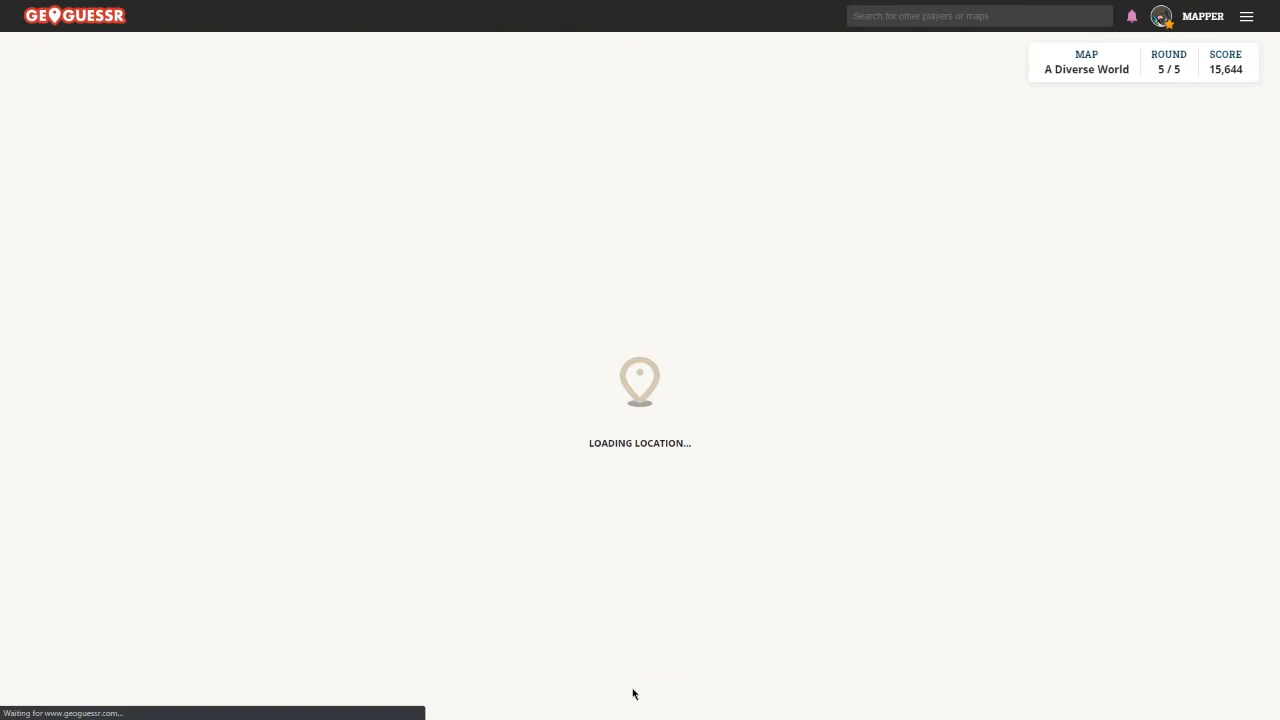 GEOGUESSR
Search for other players or maps
MAPPER
MAP
ROUND
SCORE
A Diverse World
5 / 5
15,644
LOADING LOCATION...
Waiting for www.geoguessr.com...